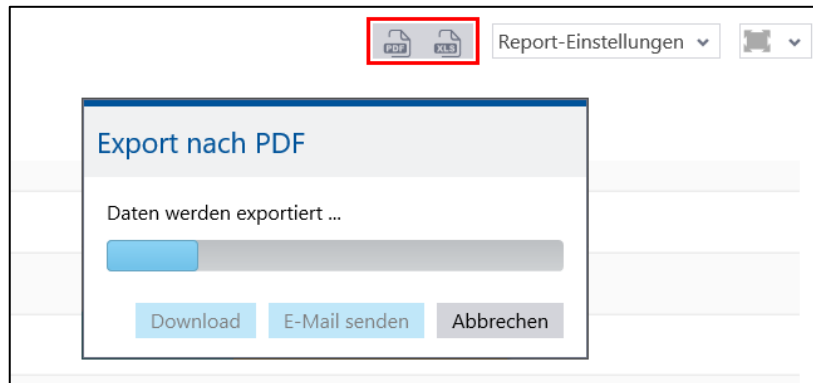 PDF XLS Report-Einstellungen
Export nach PDF
Daten werden exportiert ...
Download E-Mail senden Abbrechen